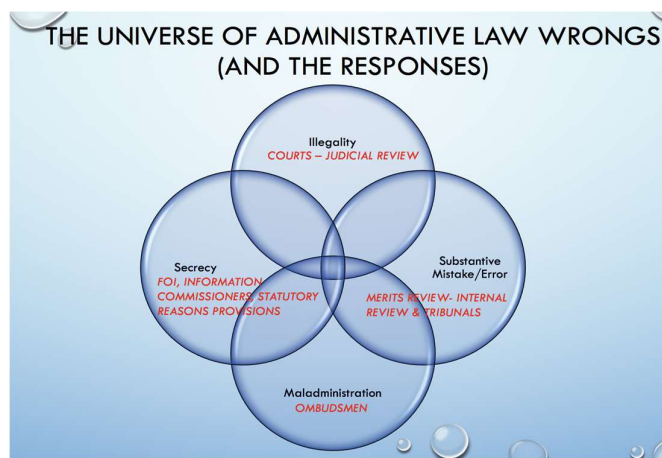 THE UNIVERSE OF ADMINISTRATIVE LAW WRONGS
(AND THE RESPONSES)
Illegality
COURTS – JUDICIAL REVIEW
Secrecy
FOI, INFORMATION
COMMISSIONERS, STATUTORY
REASONS PROVISIONS
Substantive
Mistake/Error
MERITS REVIEW- INTERNAL
REVIEW & TRIBUNALS
Maladministration
OMBUDSMEN